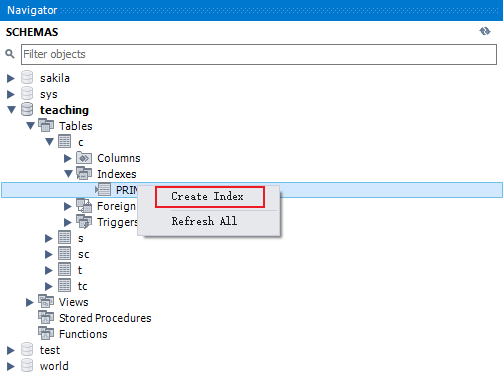 Navigator
SCHEMAS
Filter objects
sakila
sys
teaching
Tables
c
Columns
Indexes
PRIM
Create Index
Foreign
Refresh All
Triggers
s
sc
t
tc
Views
Stored Procedures
Functions
test
world